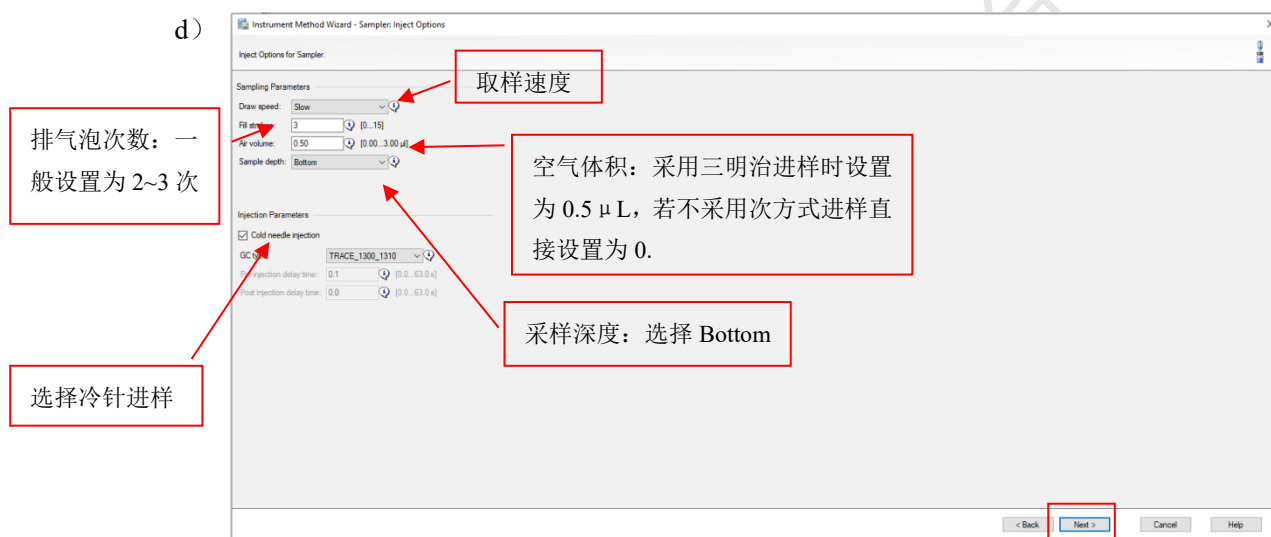 d）
Instrument Method Wizard - Sampler: Inject Options
Inject Options for Sampler.
Sampling Parameters
取样速度
Draw speed: Slow
排气泡次数：一
般设置为 2~3 次
Fill 3 [0...15]
Air volume: 0.50 [0.00...3.00 µl]
Sample depth: Bottom
空气体积：采用三明治进样时设置
为 0.5 μ L，若不采用次方式进样直
接设置为 0.
Injection Parameters
Cold needle injection
GC TRACE_1300_1310
injection delay time: 0.1 [0.0...63.0 s]
Post injection delay time: 0.0 [0.0...63.0 s]
采样深度：选择 Bottom
选择冷针进样
< Back Next > Cancel Help